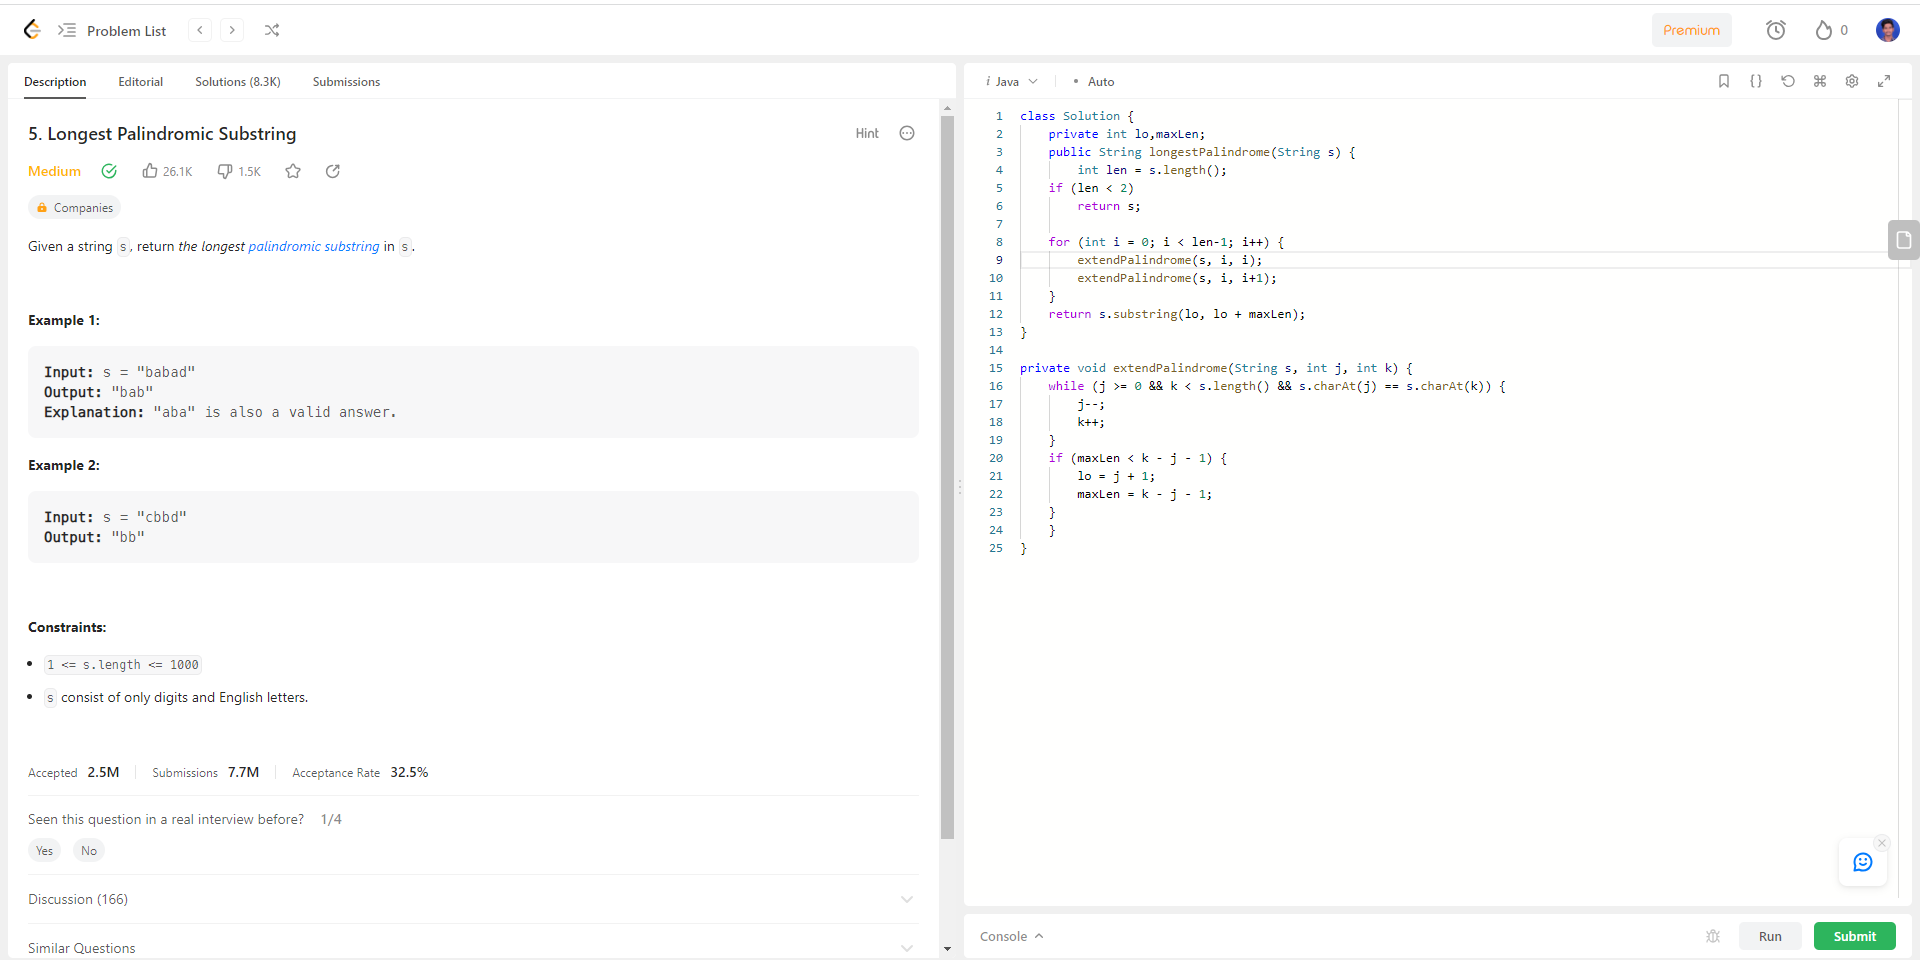 Problem List
Premium
0
Description Editorial Solutions (8.3K) Submissions
5. Longest Palindromic Substring
Hint
Medium 26.1K 1.5K
Companies
Given a string s, return the longest palindromic substring in s.
Example 1:
Input: s = "babad"
Output: "bab"
Explanation: "aba" is also a valid answer.
Example 2:
Input: s = "cbbd"
Output: "bb"
Constraints:
1 <= s.length <= 1000
s consist of only digits and English letters.
Accepted 2.5M Submissions 7.7M Acceptance Rate 32.5%
Seen this question in a real interview before? 1/4
Yes No
Discussion (166)
Similar Questions
i Java • Auto
1 class Solution {
2     private int lo,maxLen;
3     public String longestPalindrome(String s) {
4         int len = s.length();
5     if (len < 2)
6         return s;
7
8     for (int i = 0; i < len-1; i++) {
9         extendPalindrome(s, i, i);
10         extendPalindrome(s, i, i+1);
11     }
12     return s.substring(lo, lo + maxLen);
13 }
14
15 private void extendPalindrome(String s, int j, int k) {
16     while (j >= 0 && k < s.length() && s.charAt(j) == s.charAt(k)) {
17         j--;
18         k++;
19     }
20     if (maxLen < k - j - 1) {
21         lo = j + 1;
22         maxLen = k - j - 1;
23     }
24     }
25 }
Console
Run
Submit